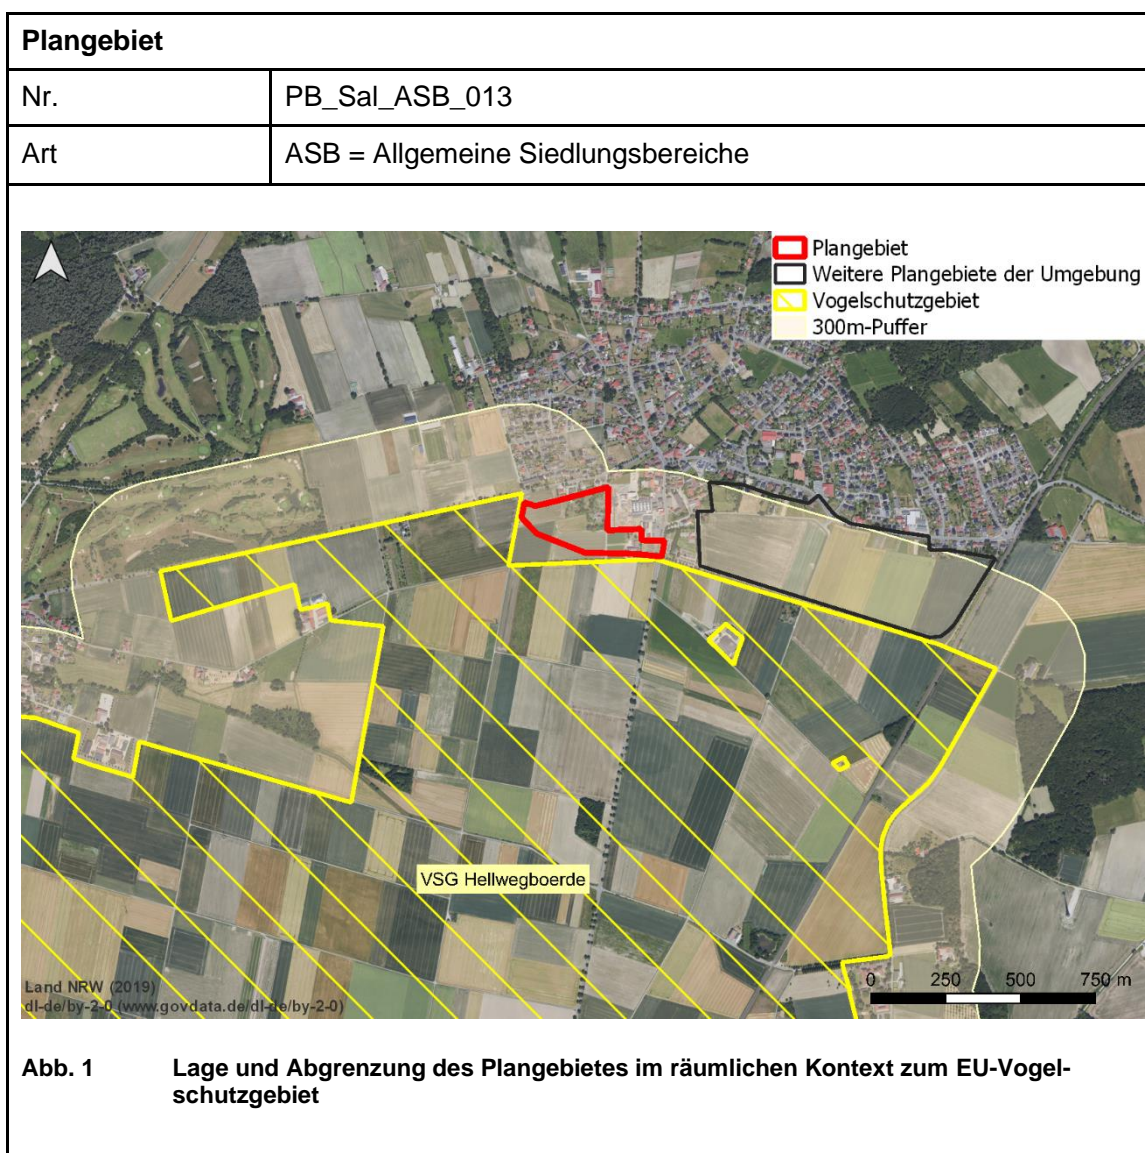 Plangebiet
Nr. PB_Sal_ASB_013
Art ASB = Allgemeine Siedlungsbereiche
Plangebiet
Weitere Plangebiete der Umgebung
Vogelschutzgebiet
300m-Puffer
VSG Hellwegboerde
Land NRW (2019)
dl-de/by-2-0 (www.govdata.de/dl-de/by-2-0)
0 250 500 750 m
Abb. 1 Lage und Abgrenzung des Plangebietes im räumlichen Kontext zum EU-Vogel-
schutzgebiet